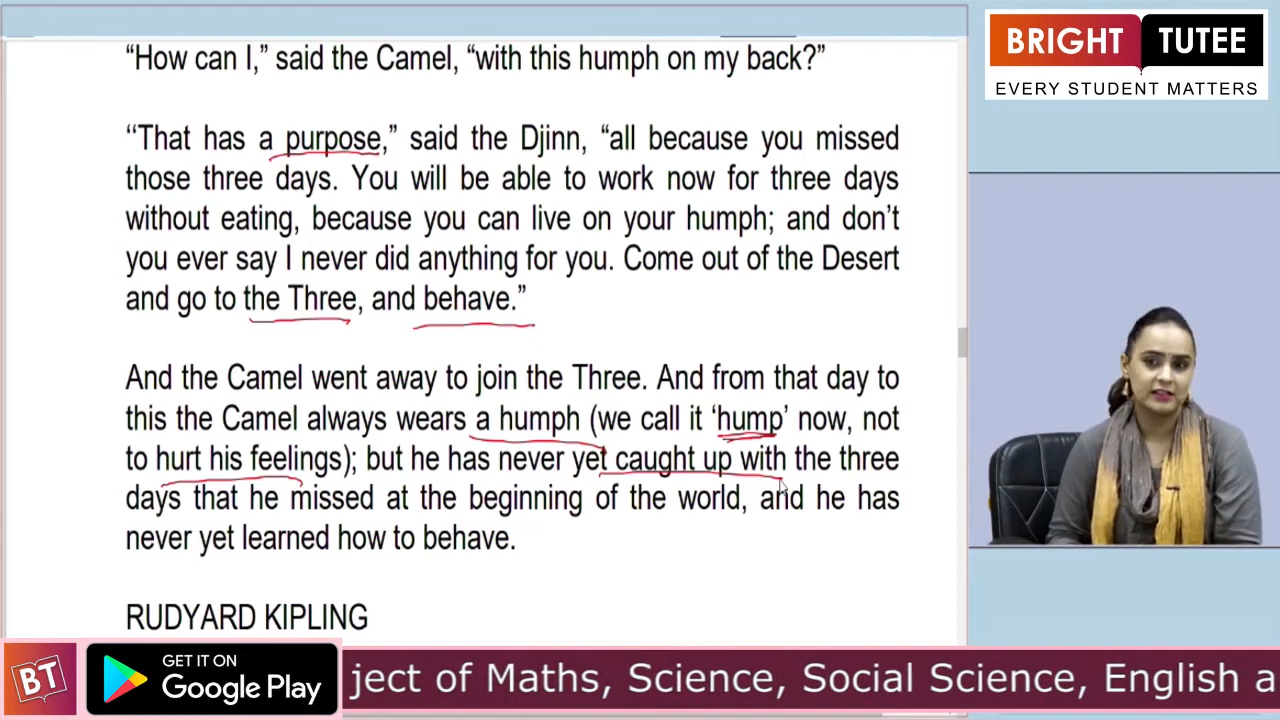 “How can I,” said the Camel, “with this humph on my back?”
“That has a purpose,” said the Djinn, “all because you missed
those three days. You will be able to work now for three days
without eating, because you can live on your humph; and don’t
you ever say I never did anything for you. Come out of the Desert
and go to the Three, and behave.”
And the Camel went away to join the Three. And from that day to
this the Camel always wears a humph (we call it ‘hump’ now, not
to hurt his feelings); but he has never yet caught up with the three
days that he missed at the beginning of the world, and he has
never yet learned how to behave.
RUDYARD KIPLING
BRIGHT TUTEE
EVERY STUDENT MATTERS
BT
GET IT ON
Google Play
ject of Maths, Science, Social Science, English a